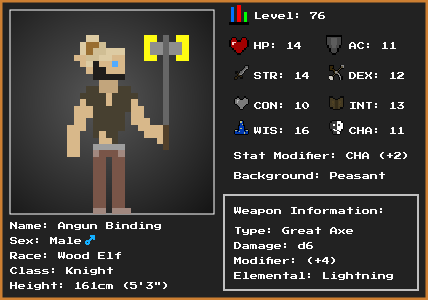 Level: 76
HP: 14 AC: 11
STR: 14 DEX: 12
CON: 10 INT: 13
WIS: 16 CHA: 11
Stat Modifier: CHA (+2)
Background: Peasant
Name: Angun Binding
Sex: Male ♂
Race: Wood Elf
Class: Knight
Height: 161cm (5'3")
Weapon Information:
Type: Great Axe
Damage: d6
Modifier: (+4)
Elemental: Lightning